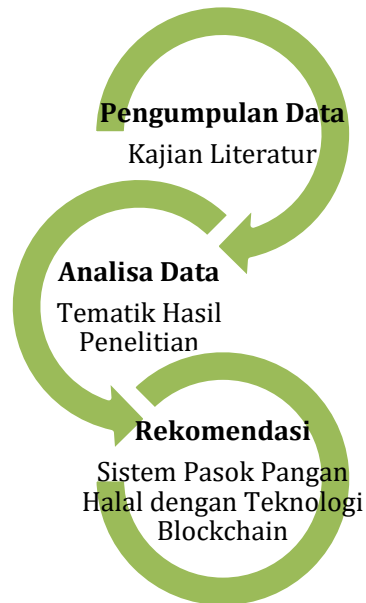 Pengumpulan Data
Kajian Literatur
Analisa Data
Tematik Hasil
Penelitian
Rekomendasi
Sistem Pasok Pangan
Halal dengan Teknologi
Blockchain